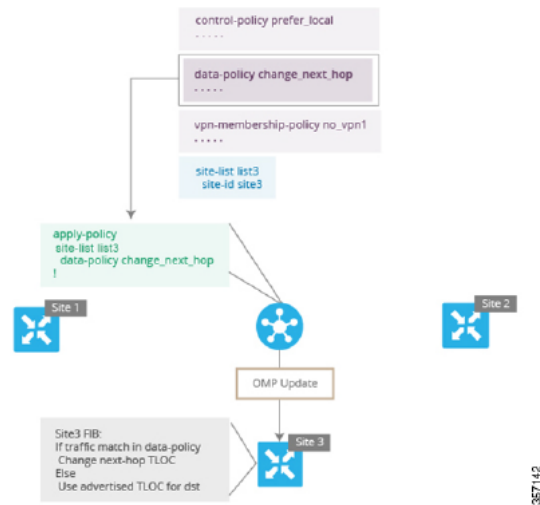 control-policy prefer_local
.....
data-policy change_next_hop
.....
vpn-membership-policy no_vpn1
.....
site-list list3
site-id site3
apply-policy
site-list list3
data-policy change_next_hop
!
Site 1
Site 2
OMP Update
Site 3
Site3 FIB:
If traffic match in data-policy
Change next-hop TLOC
Else
Use advertised TLOC for dst
357142